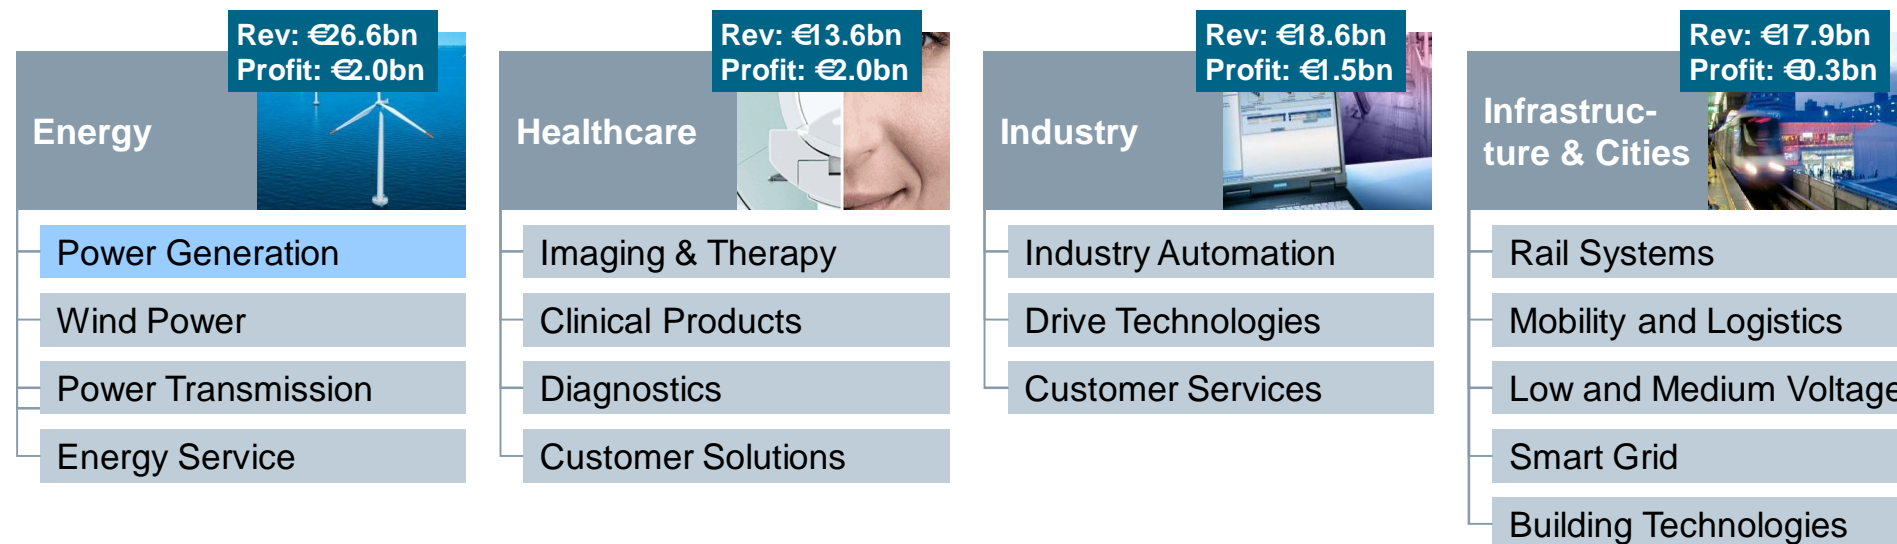 Rev: €26.6bn
Profit: €2.0bn
Energy
Power Generation
Wind Power
Power Transmission
Energy Service
Rev: €13.6bn
Profit: €2.0bn
Healthcare
Imaging & Therapy
Clinical Products
Diagnostics
Customer Solutions
Rev: €18.6bn
Profit: €1.5bn
Industry
Industry Automation
Drive Technologies
Customer Services
Rev: €17.9bn
Profit: €0.3bn
Infrastruc-
ture & Cities
Rail Systems
Mobility and Logistics
Low and Medium Voltage
Smart Grid
Building Technologies